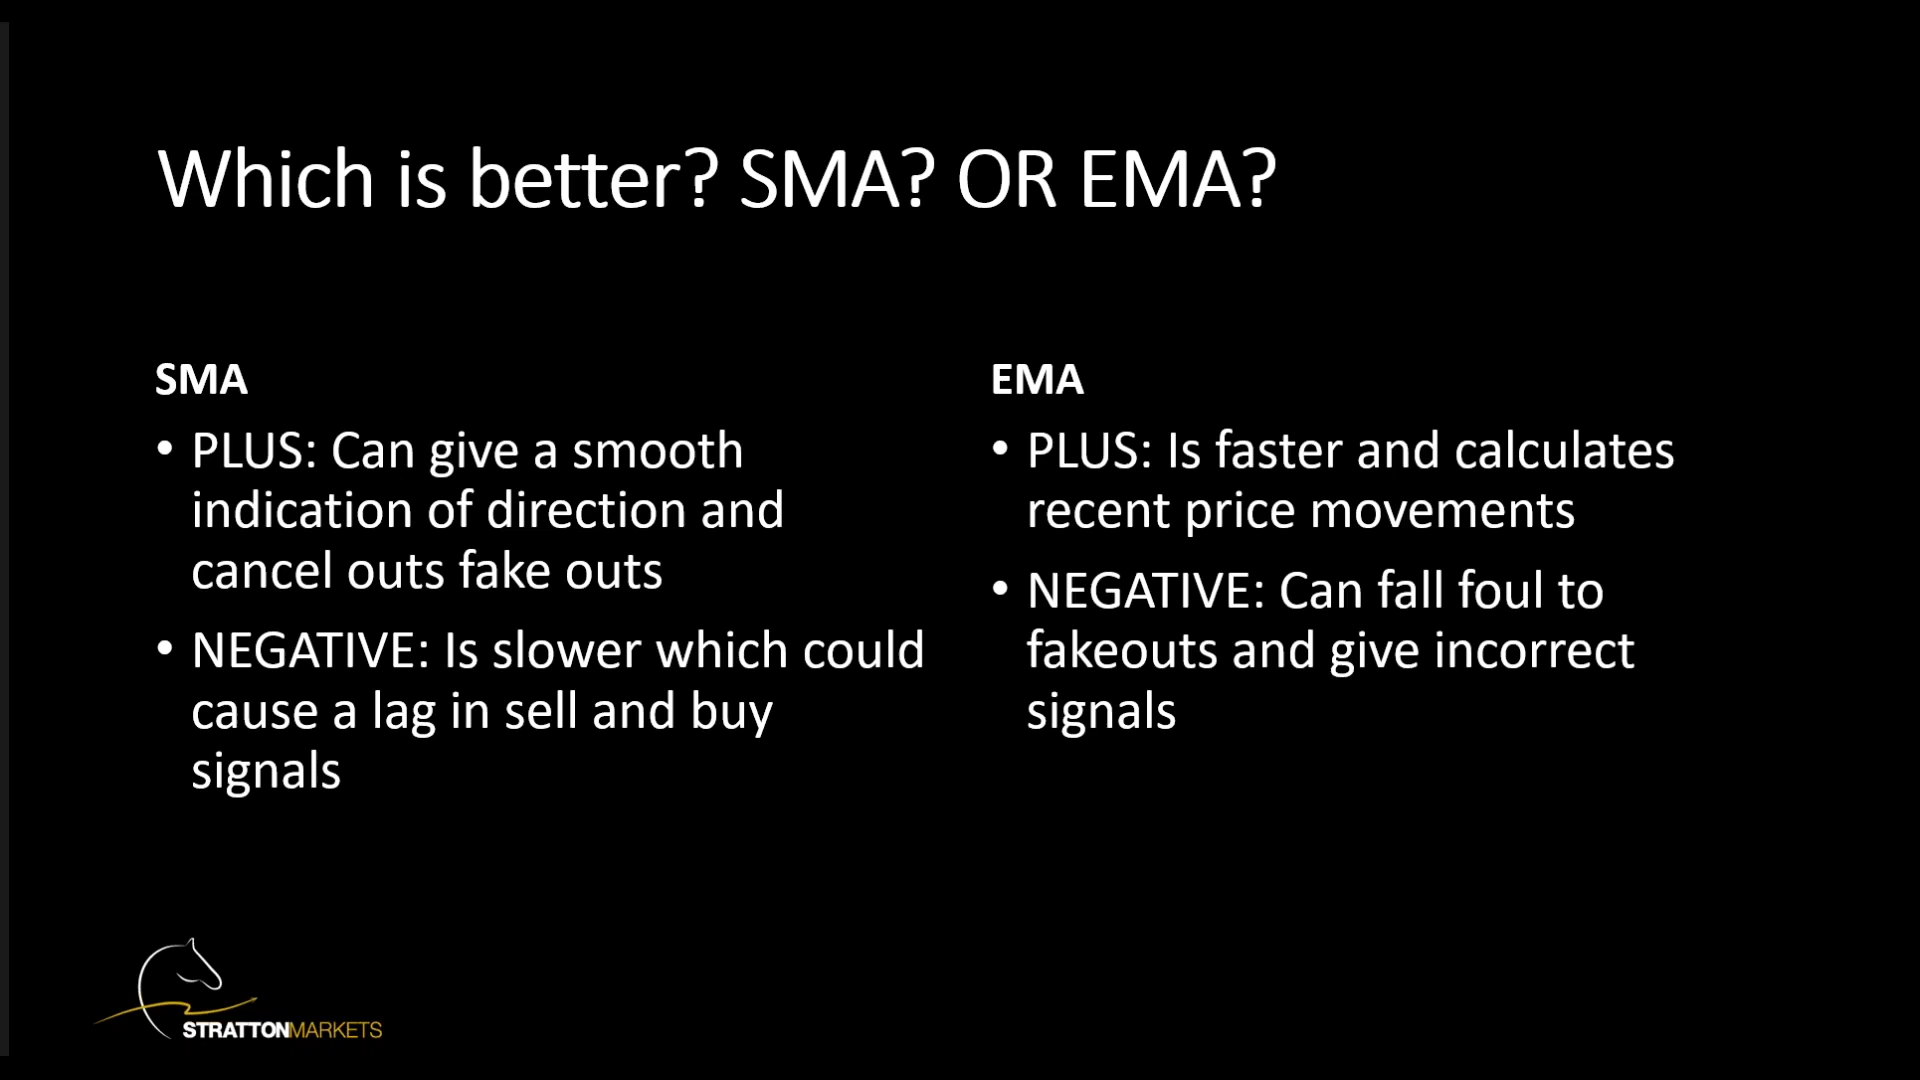 Which is better? SMA? OR EMA?
SMA
• PLUS: Can give a smooth
indication of direction and
cancel outs fake outs
• NEGATIVE: Is slower which could
cause a lag in sell and buy
signals
EMA
• PLUS: Is faster and calculates
recent price movements
• NEGATIVE: Can fall foul to
fakeouts and give incorrect
signals
STRATTONMARKETS